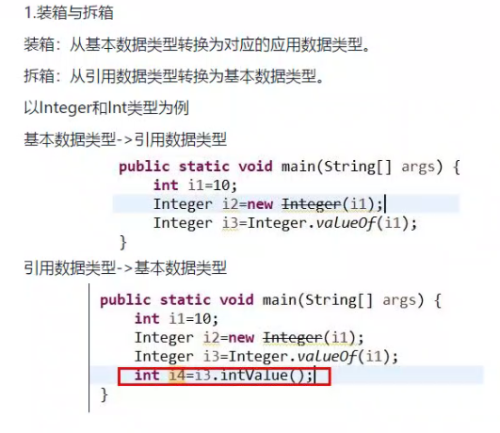 1.装箱与拆箱
装箱：从基本数据类型转换为对应的应用数据类型。
拆箱：从引用数据类型转换为基本数据类型。
以Integer和Int类型为例
基本数据类型->引用数据类型
public static void main(String[] args) {
int i1=10;
Integer i2=new Integer(i1);
Integer i3=Integer.valueOf(i1);
}
引用数据类型->基本数据类型
public static void main(String[] args) {
int i1=10;
Integer i2=new Integer(i1);
Integer i3=Integer.valueOf(i1);
int i4=i3.intValue();
}